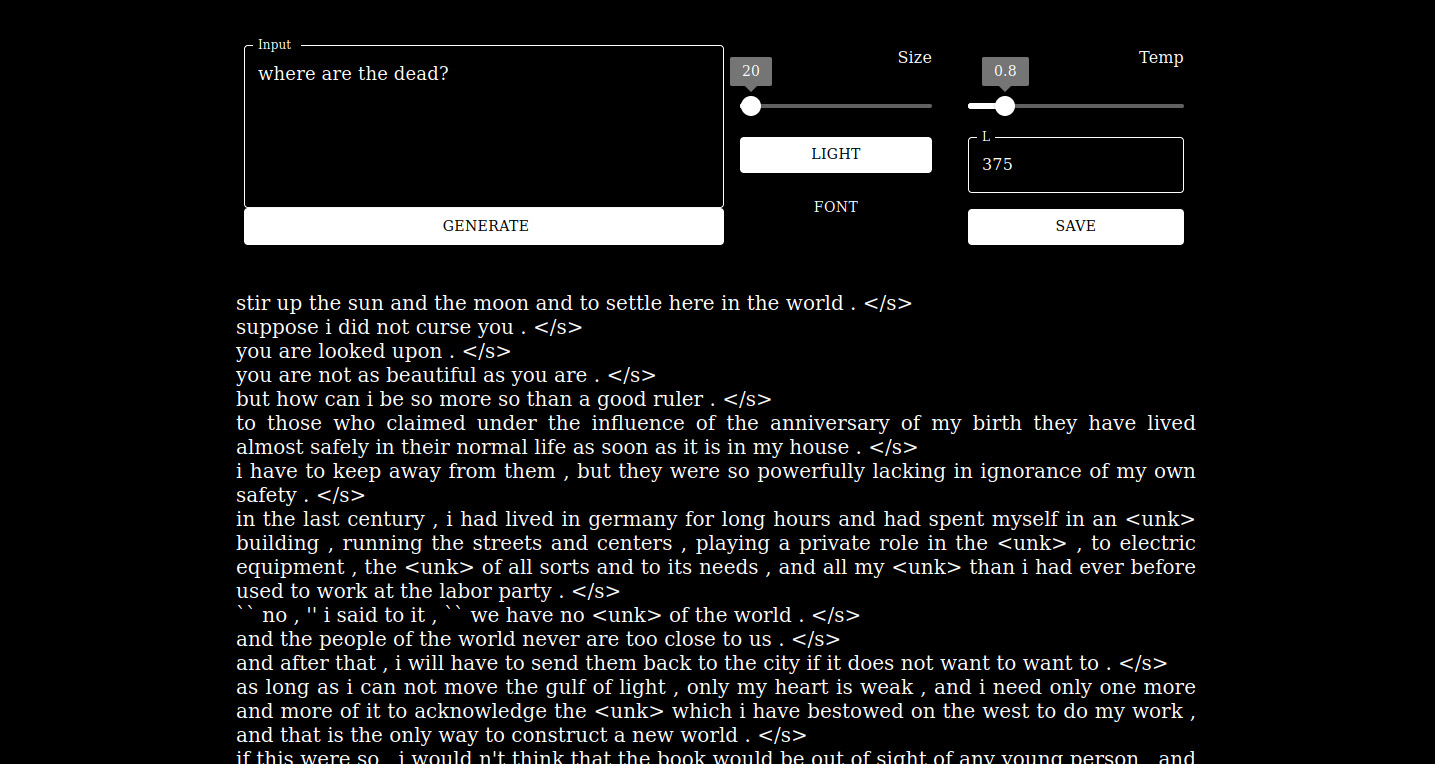 Input
where are the dead?
GENERATE
20
Size
LIGHT
FONT
0.8
Temp
L
375
SAVE
stir up the sun and the moon and to settle here in the world . </s>
suppose i did not curse you . </s>
you are looked upon . </s>
you are not as beautiful as you are . </s>
but how can i be so more so than a good ruler . </s>
to those who claimed under the influence of the anniversary of my birth they have lived
almost safely in their normal life as soon as it is in my house . </s>
i have to keep away from them , but they were so powerfully lacking in ignorance of my own
safety . </s>
in the last century , i had lived in germany for long hours and had spent myself in an <unk>
building , running the streets and centers , playing a private role in the <unk> , to electric
equipment , the <unk> of all sorts and to its needs , and all my <unk> than i had ever before
used to work at the labor party . </s>
`` no , '' i said to it , `` we have no <unk> of the world . </s>
and the people of the world never are too close to us . </s>
and after that , i will have to send them back to the city if it does not want to want to . </s>
as long as i can not move the gulf of light , only my heart is weak , and i need only one more
and more of it to acknowledge the <unk> which i have bestowed on the west to do my work ,
and that is the only way to construct a new world . </s>
if this were so , i would n't think that the book would be out of sight of any young person , and